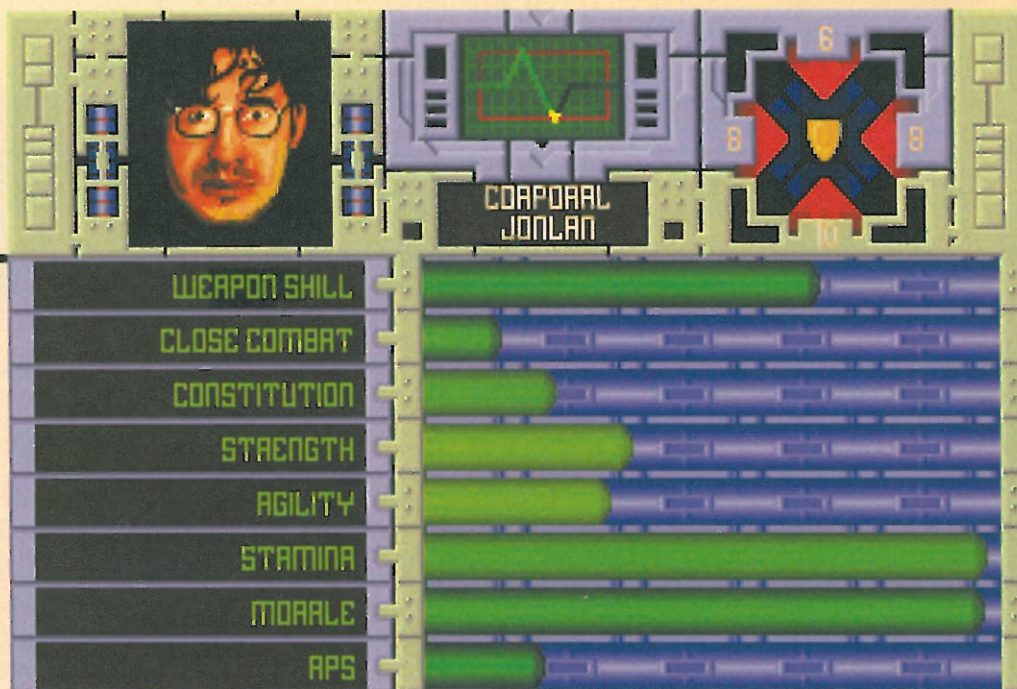 6
8 8
CORPORAL
JONLAN
10
WEAPON SKILL
CLOSE COMBAT
CONSTITUTION
STRENGTH
AGILITY
STAMINA
MORALE
APS